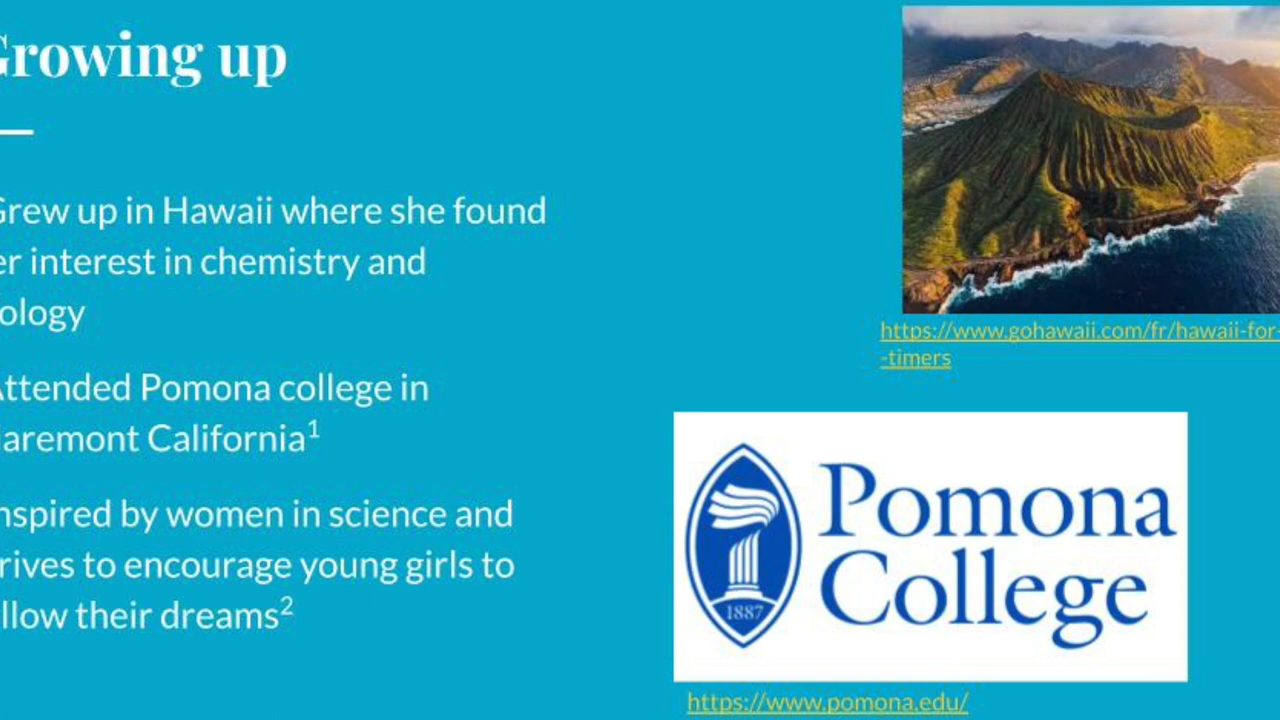 Growing up
Grew up in Hawaii where she found
er interest in chemistry and
ology
Attended Pomona college in
laremont California¹
nspired by women in science and
rives to encourage young girls to
llow their dreams²
https://www.gohawaii.com/fr/hawaii-for-
-timers
Pomona
College
1887
https://www.pomona.edu/